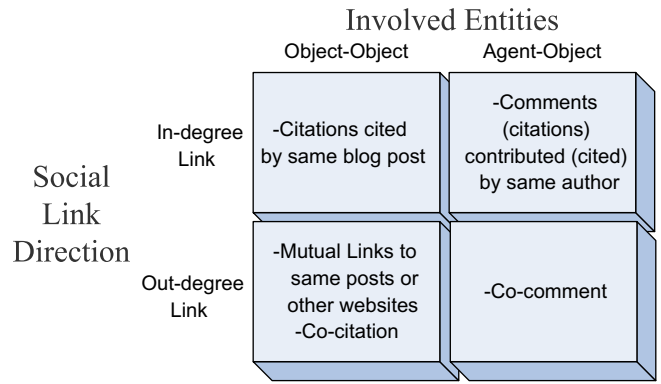 Involved Entities
Object-Object
Agent-Object
In-degree
Link
-Citations cited
by same blog post
-Comments
(citations)
contributed (cited)
by same author
Social
Link
Direction
Out-degree
Link
-Mutual Links to
same posts or
other websites
-Co-citation
-Co-comment